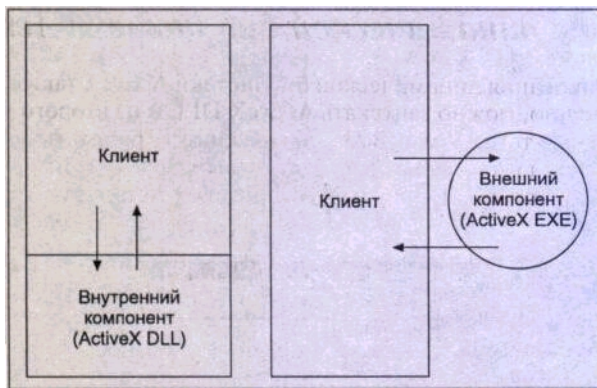 Клиент
Внутренний
компонент
(ActiveX DLL)
Клиент
Внешний
компонент
(ActiveX EXE)